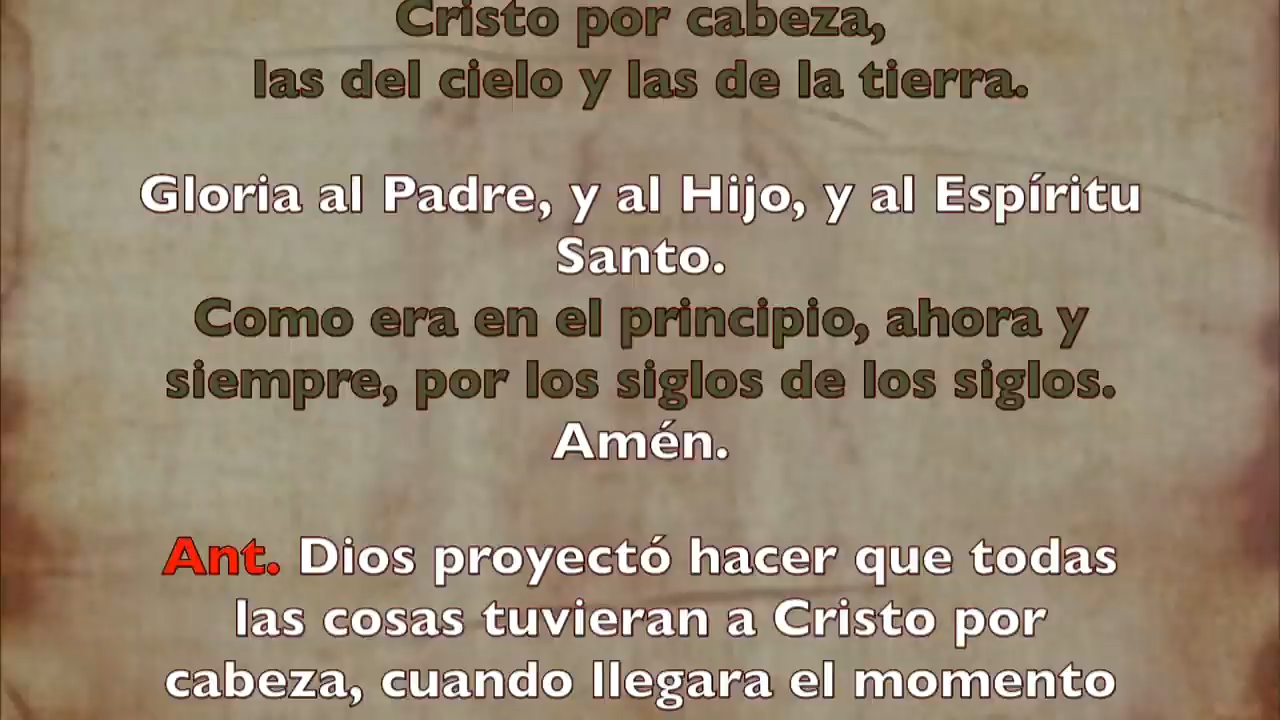 Cristo por cabeza,
las del cielo y las de la tierra.
Gloria al Padre, y al Hijo, y al Espíritu
Santo.
Como era en el principio, ahora y
siempre, por los siglos de los siglos.
Amén.
Ant. Dios proyectó hacer que todas
las cosas tuvieran a Cristo por
cabeza, cuando llegara el momento